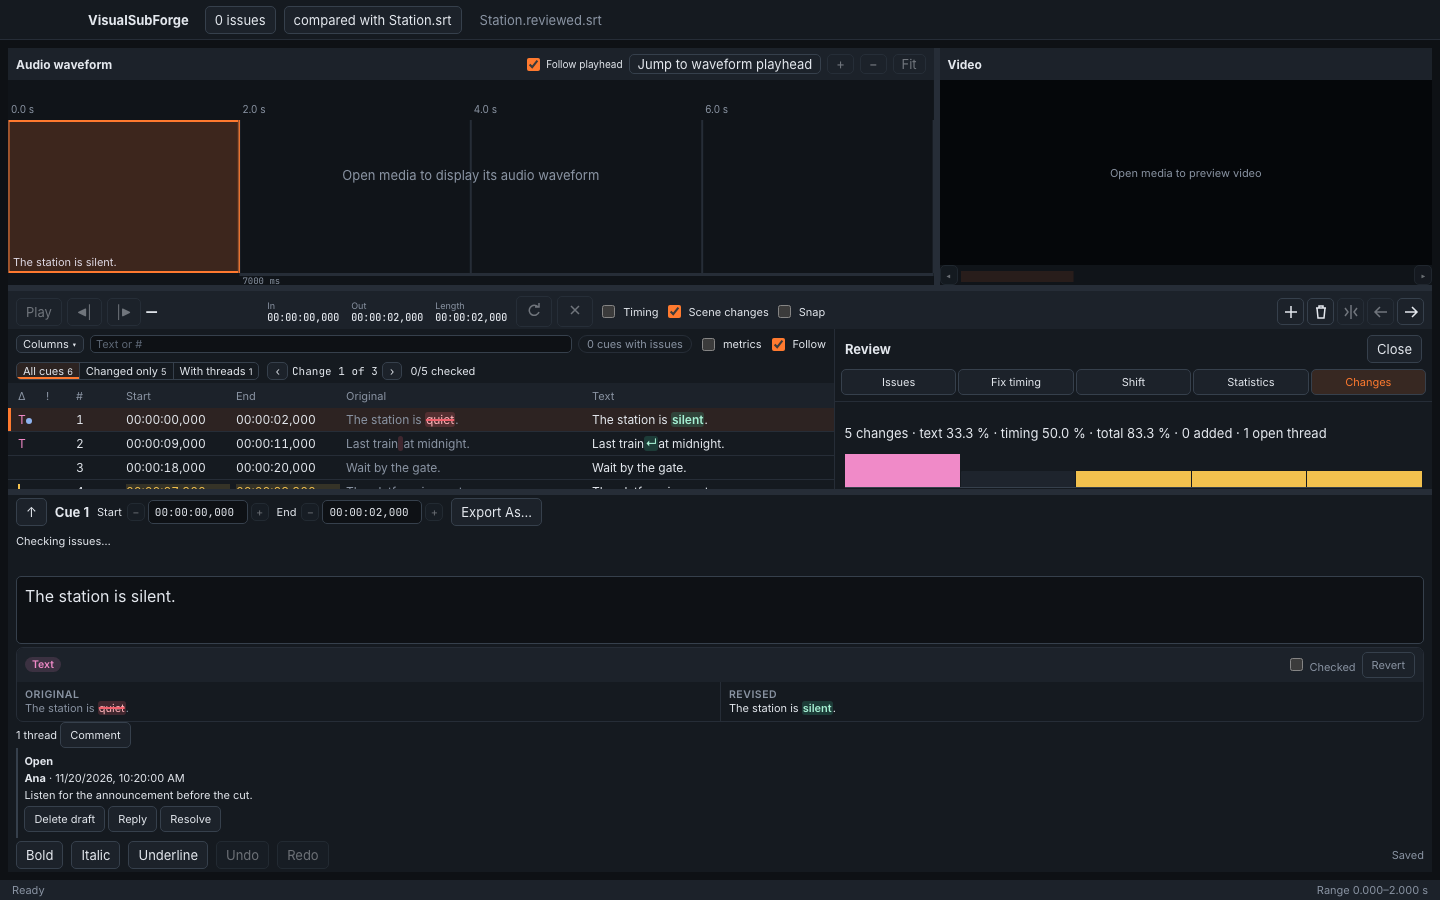 VisualSubForge 0 issues compared with Station.srt Station.reviewed.srt
Audio waveform Follow playhead Jump to waveform playhead + − Fit
Video
0.0 s 2.0 s 4.0 s 6.0 s
Open media to display its audio waveform
Open media to preview video
The station is silent.
7000 ms
Play
In Out Length
00:00:00,000 00:00:02,000 00:00:02,000
Timing Scene changes Snap
Columns Text or # 0 cues with issues metrics Follow
All cues 6 Changed only 5 With threads 1 ‹ Change 1 of 3 › 0/5 checked
Δ ! # Start End Original Text
T 1 00:00:00,000 00:00:02,000 The station is quiet. The station is silent.
T 2 00:00:09,000 00:00:11,000 Last train at midnight. Last train↵at midnight.
3 00:00:18,000 00:00:20,000 Wait by the gate. Wait by the gate.
Review Close
Issues Fix timing Shift Statistics Changes
5 changes · text 33.3 % · timing 50.0 % · total 83.3 % · 0 added · 1 open thread
↑ Cue 1 Start − 00:00:00,000 + End − 00:00:02,000 + Export As...
Checking issues...
The station is silent.
Text Checked Revert
ORIGINAL REVISED
The station is quiet. The station is silent.
1 thread Comment
Open
Ana · 11/20/2026, 10:20:00 AM
Listen for the announcement before the cut.
Delete draft Reply Resolve
Bold Italic Underline Undo Redo Saved
Ready Range 0.000–2.000 s